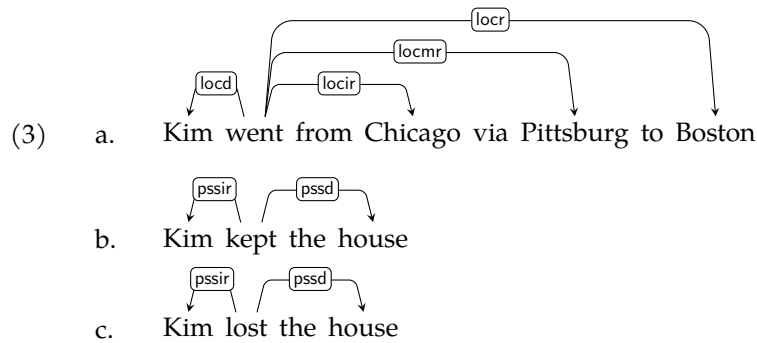 locr
locmr
locd locir
(3) a. Kim went from Chicago via Pittsburg to Boston
pssir pssd
b. Kim kept the house
pssir pssd
c. Kim lost the house